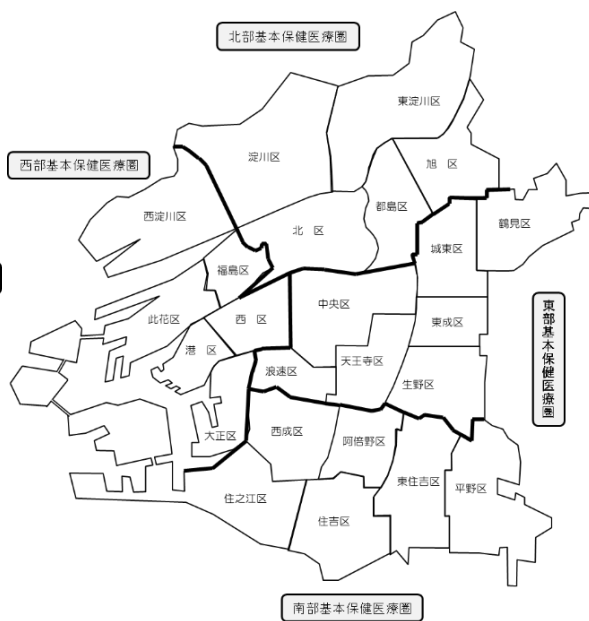 北部基本保健医療圏
東淀川区
淀川区
旭 区
西部基本保健医療圏
都島区
西淀川区
鶴見区
北 区
城東区
福島区
中央区
此花区
西 区
東成区
東部基本保健医療圏
港 区
天王寺区
浪速区
生野区
大正区
西成区
阿倍野区
東住吉区
平野区
住之江区
住吉区
南部基本保健医療圏